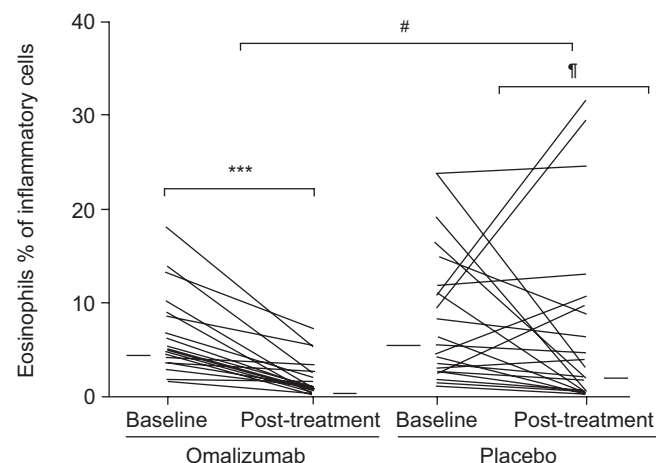 40
#
¶
30
Eosinophils % of inflammatory cells
***
20
10
0
Baseline Post-treatment Baseline Post-treatment
Omalizumab Placebo